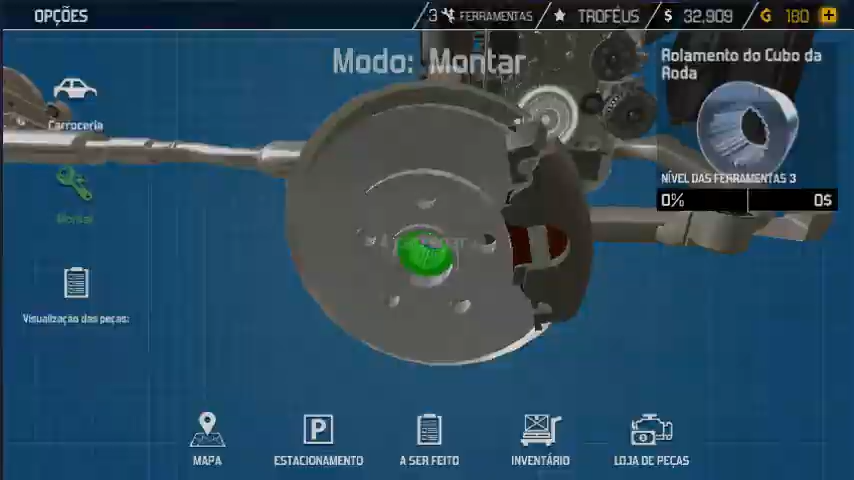 OPÇÕES
3 FERRAMENTAS
TROFÉUS
$ 32,909
G 180
Modo: Montar
Rolamento do Cubo da
Roda
NÍVEL DAS FERRAMENTAS 3
0% 0$
Carroceria
Montar
Visualização das peças:
MAPA
ESTACIONAMENTO
A SER FEITO
INVENTÁRIO
LOJA DE PEÇAS